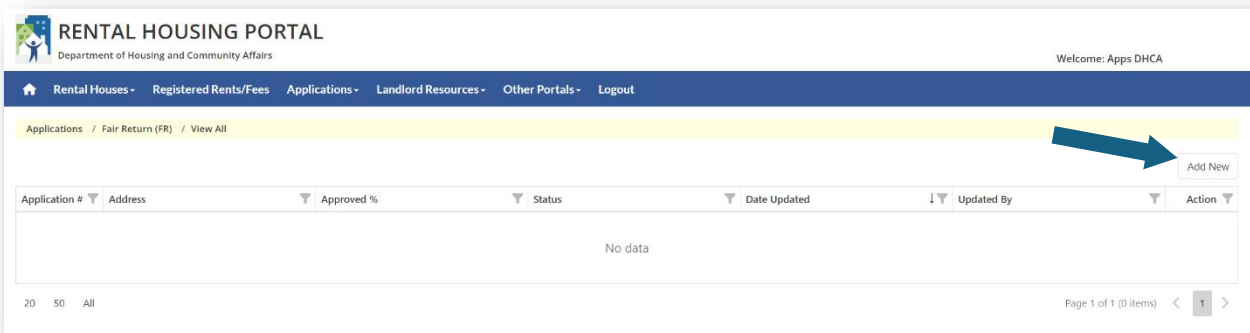 RENTAL HOUSING PORTAL
Department of Housing and Community Affairs
Welcome: Apps DHCA
Rental Houses Registered Rents/Fees Applications Landlord Resources Other Portals Logout
Applications / Fair Return (FR) / View All
Add New
Application # Address Approved % Status Date Updated Updated By Action
No data
20 50 All Page 1 of 1 (0 items) < 1 >